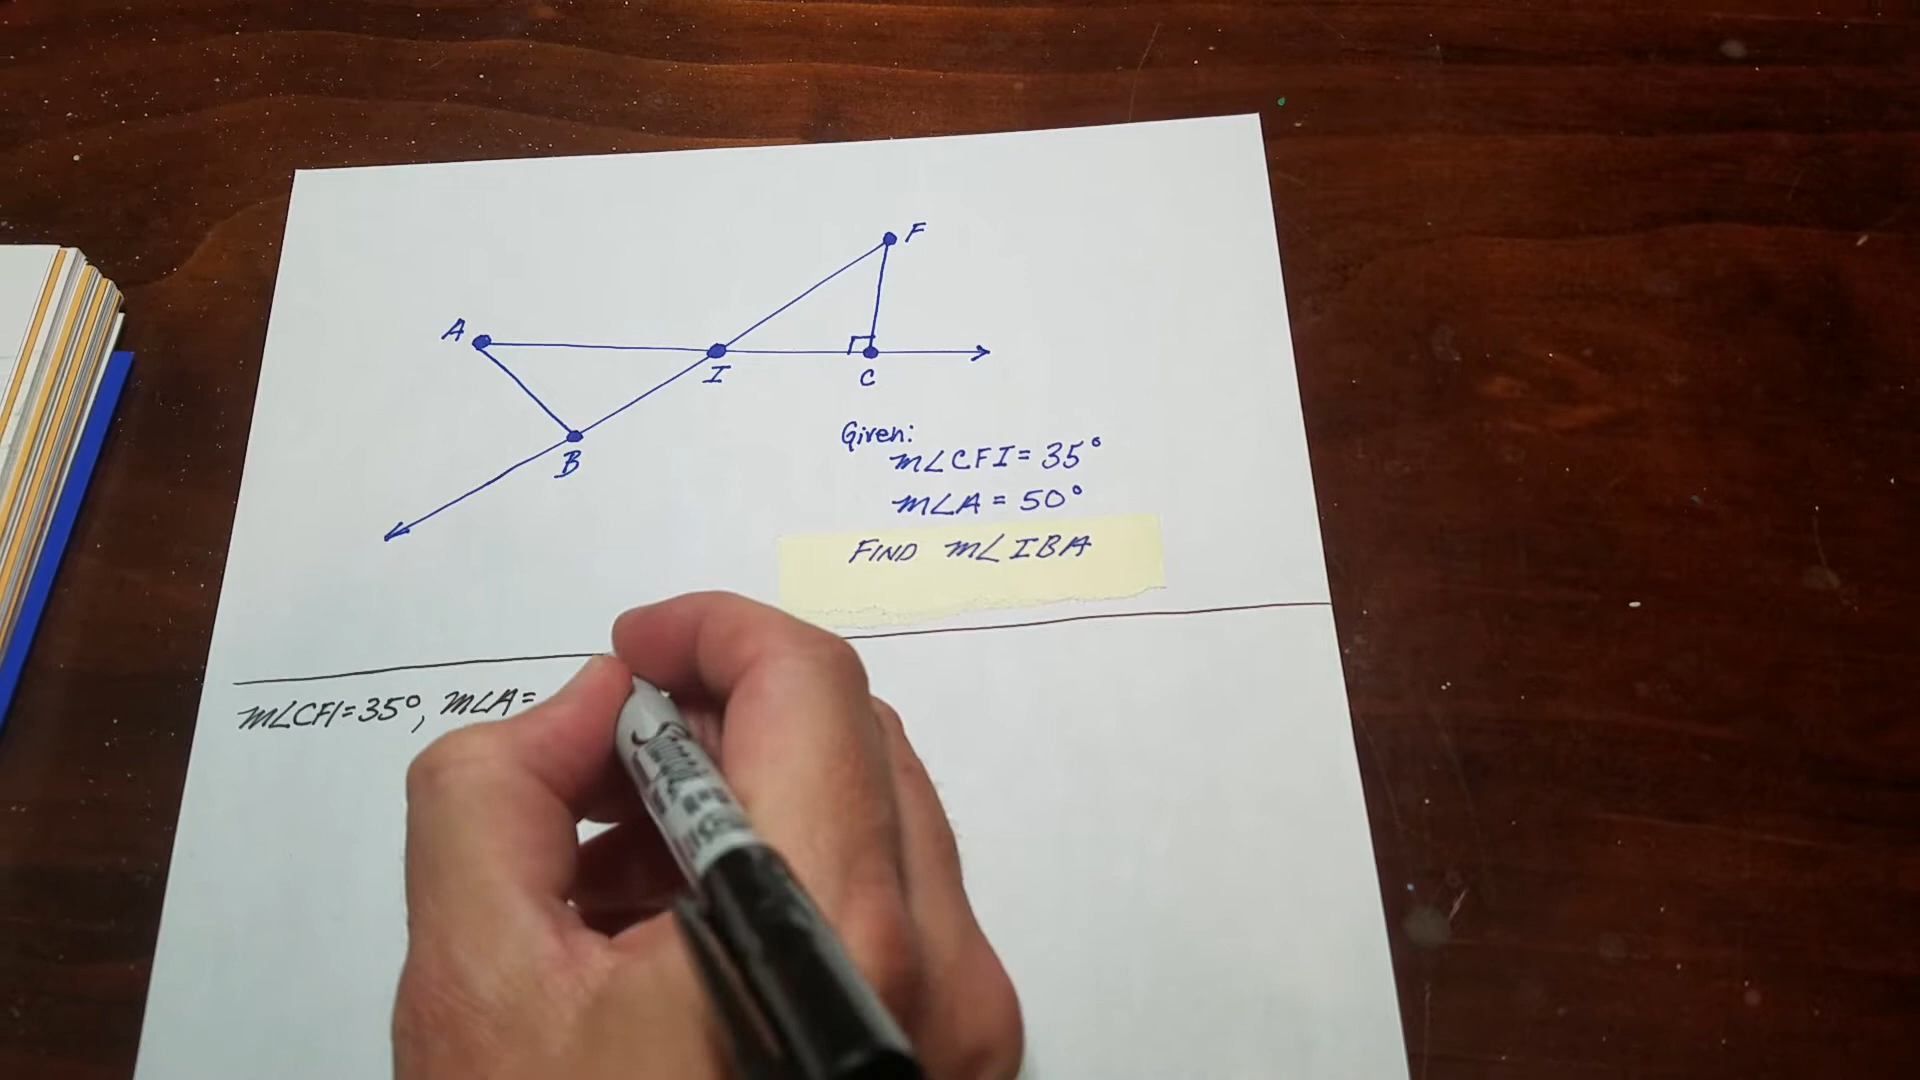 F
A
I
C
B
Given:
m∠CFI = 35°
m∠A = 50°
FIND m∠IBA
m∠CFI = 35°, m∠A =